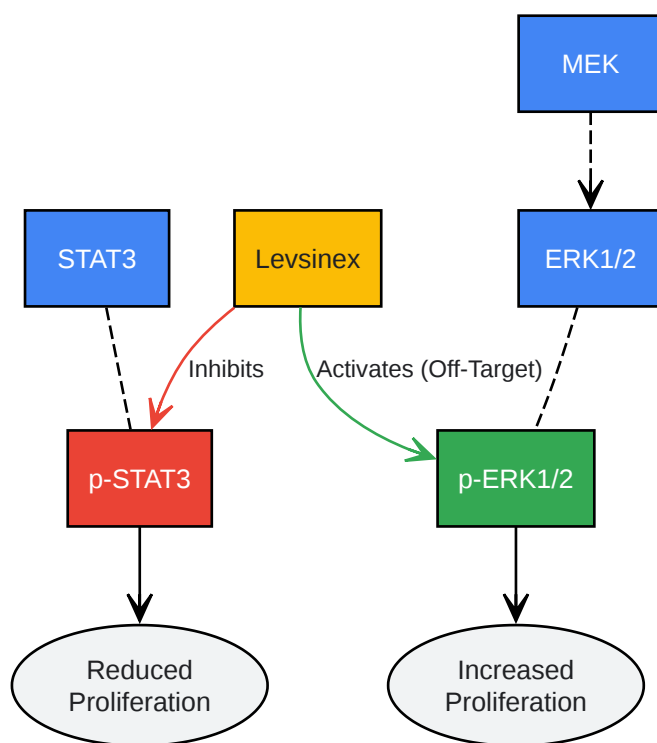 MEK
STAT3
Levsinex
ERK1/2
Inhibits
Activates (Off-Target)
p-STAT3
p-ERK1/2
Reduced
Proliferation
Increased
Proliferation